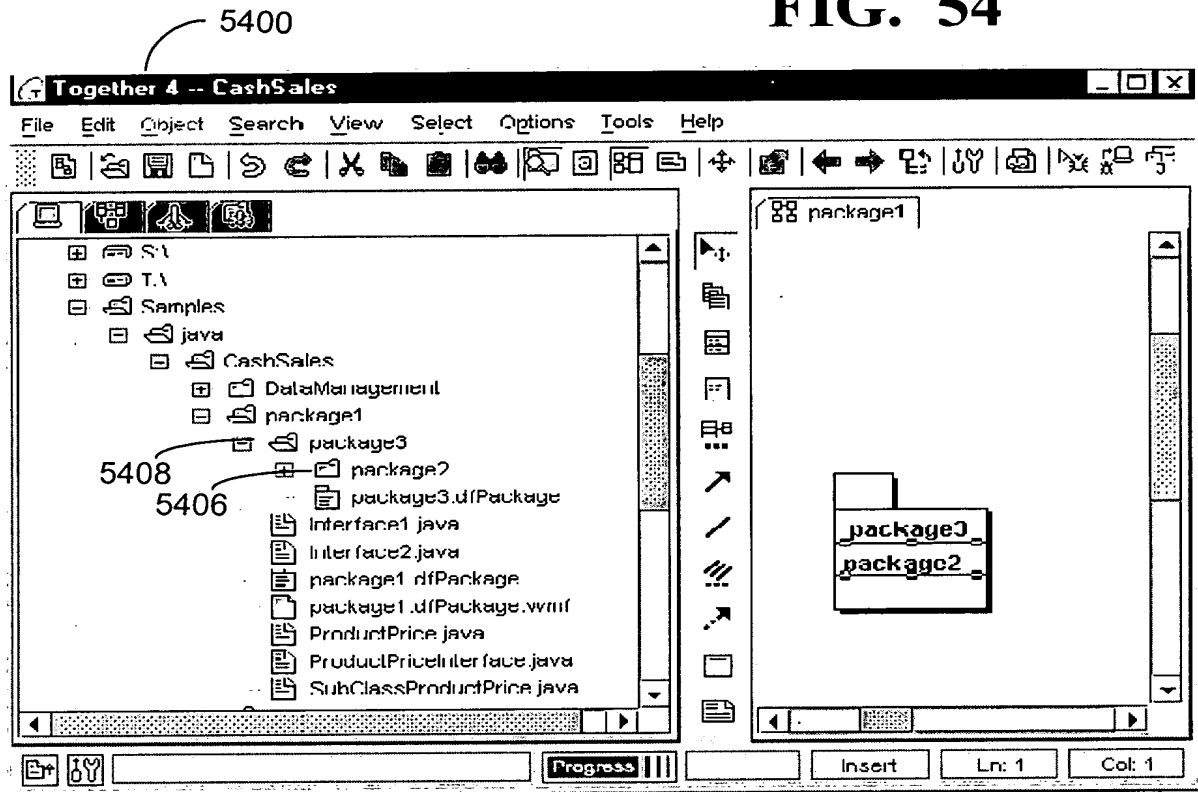 5400
FIG. 54
Together 4 -- CashSales
File Edit Object Search View Select Options Tools Help
S:\
T:\
Samples
java
CashSales
DataManagement
package1
package3
5408
package2
5406
package3.dfPackage
Interface1.java
Interface2.java
package1.dfPackage
package1.dfPackage.wmf
ProductPrice.java
ProductPriceInterface.java
SubClassProductPrice.java
package1
package3
package2
Progress
Insert
Ln: 1
Col: 1